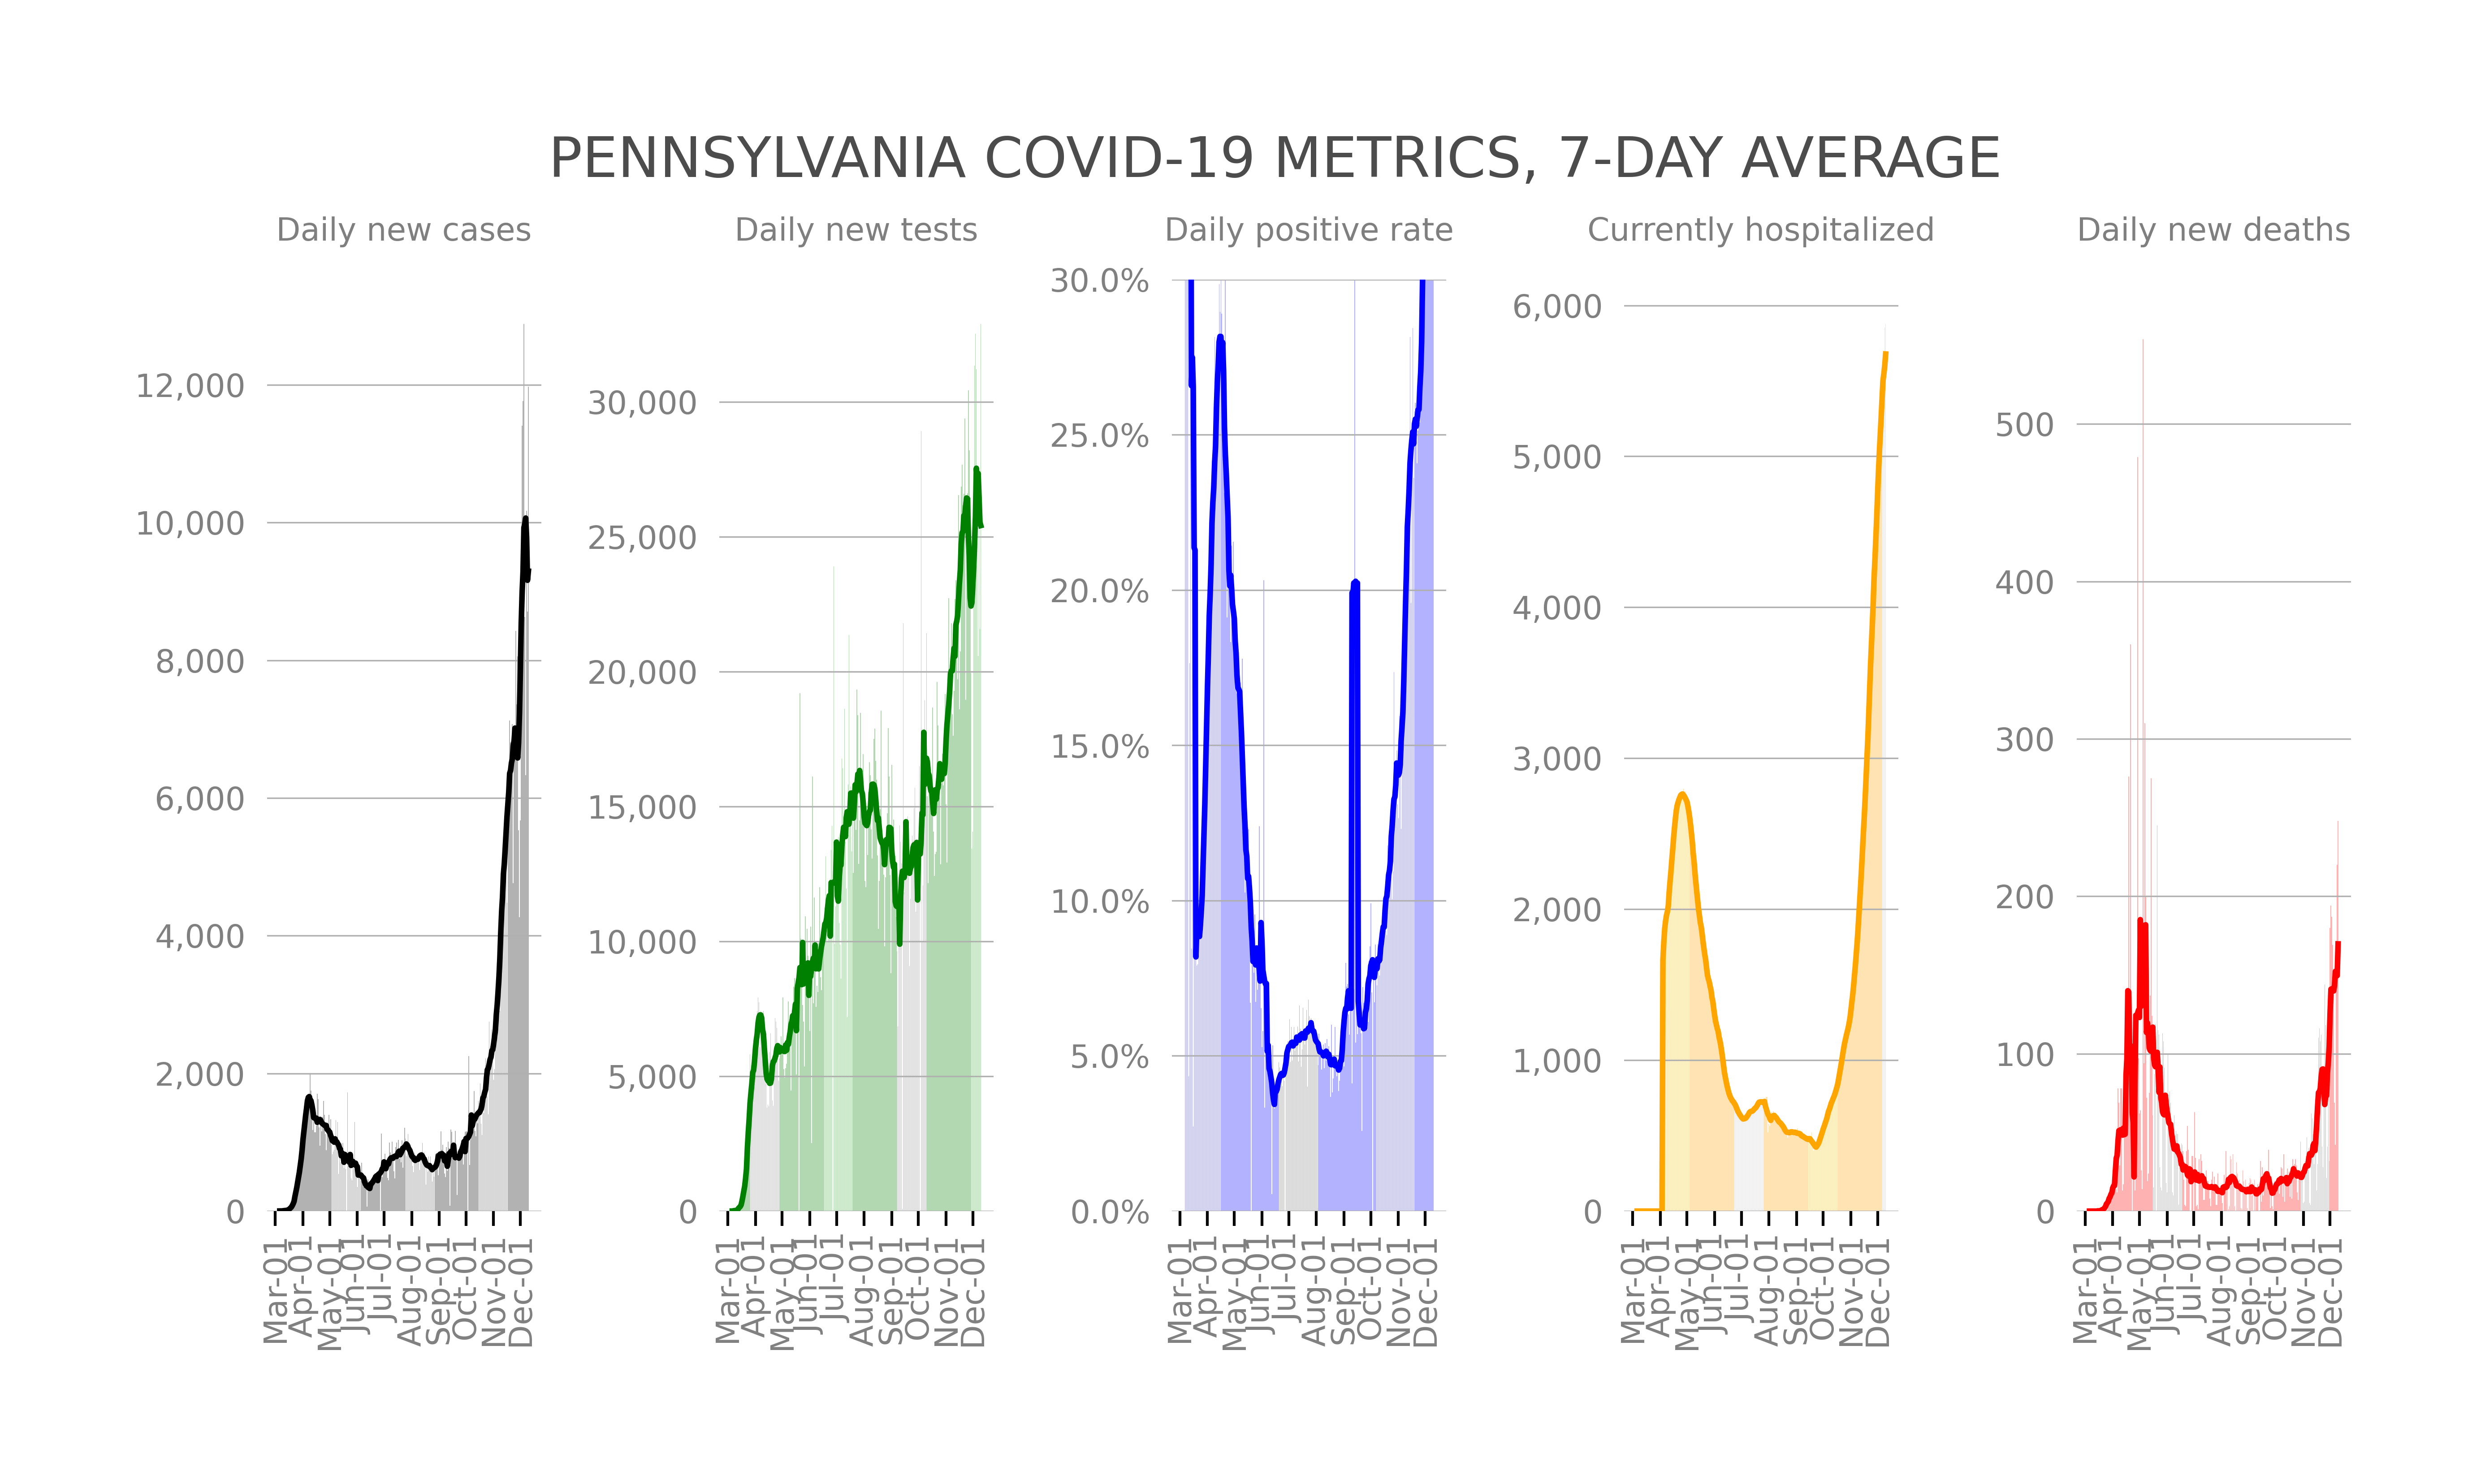 PENNSYLVANIA COVID-19 METRICS, 7-DAY AVERAGE
Daily new cases
12,000
10,000
8,000
6,000
4,000
2,000
0
Mar-01
Apr-01
May-01
Jun-01
Jul-01
Aug-01
Sep-01
Oct-01
Nov-01
Dec-01
Daily new tests
30,000
25,000
20,000
15,000
10,000
5,000
0
Mar-01
Apr-01
May-01
Jun-01
Jul-01
Aug-01
Sep-01
Oct-01
Nov-01
Dec-01
Daily positive rate
30.0%
25.0%
20.0%
15.0%
10.0%
5.0%
0.0%
Mar-01
Apr-01
May-01
Jun-01
Jul-01
Aug-01
Sep-01
Oct-01
Nov-01
Dec-01
Currently hospitalized
6,000
5,000
4,000
3,000
2,000
1,000
0
Mar-01
Apr-01
May-01
Jun-01
Jul-01
Aug-01
Sep-01
Oct-01
Nov-01
Dec-01
Daily new deaths
500
400
300
200
100
0
Mar-01
Apr-01
May-01
Jun-01
Jul-01
Aug-01
Sep-01
Oct-01
Nov-01
Dec-01